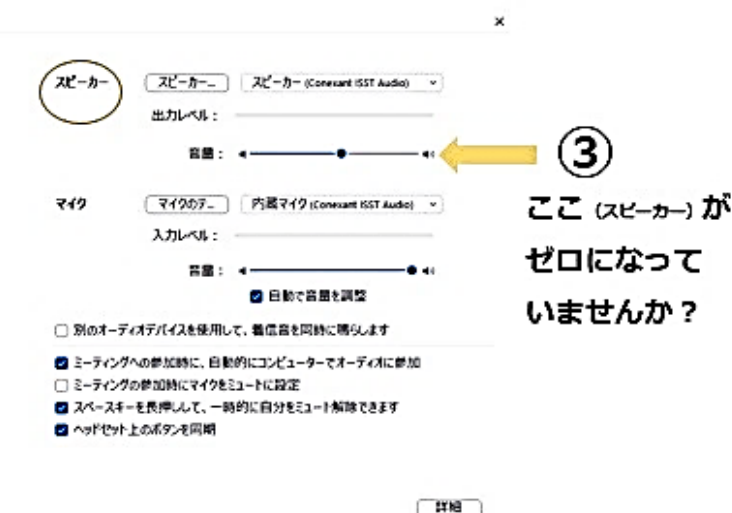 スピーカー
スピーカー... スピーカー (Conexant ISST Audio)
出力レベル：
音量：
③
ここ（スピーカー）が
ゼロになって
いませんか？
マイク
マイクのテ... 内蔵マイク (Conexant ISST Audio)
入力レベル：
音量：
自動で音量を調整
別のオーディオデバイスを使用して、着信音を同時に鳴らします
ミーティングへの参加時に、自動的にコンピューターでオーディオに参加
ミーティングの参加時にマイクをミュートに設定
スペースキーを長押しして、一時的に自分をミュート解除できます
ヘッドセット上のボタンを同期
詳細